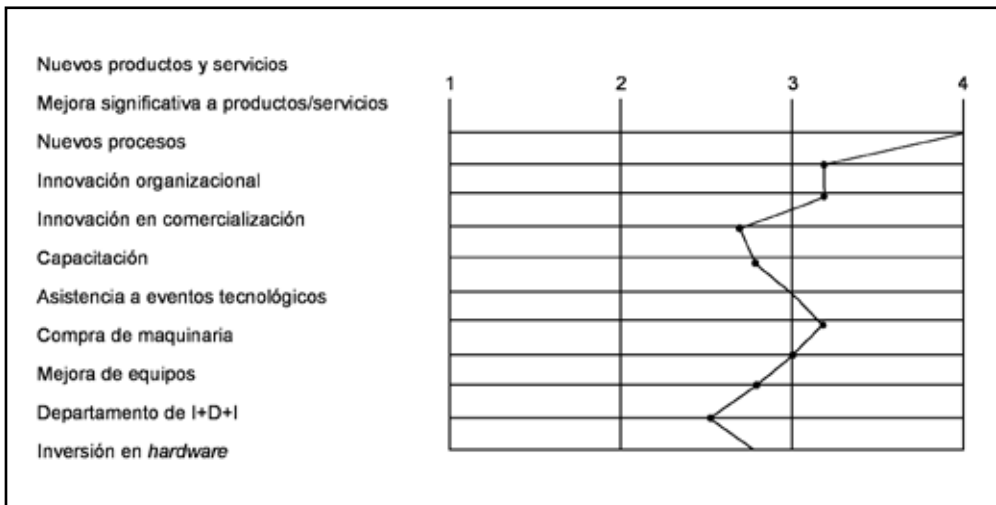 Nuevos productos y servicios
1 2 3 4
Mejora significativa a productos/servicios
Nuevos procesos
Innovación organizacional
Innovación en comercialización
Capacitación
Asistencia a eventos tecnológicos
Compra de maquinaria
Mejora de equipos
Departamento de I+D+I
Inversión en hardware